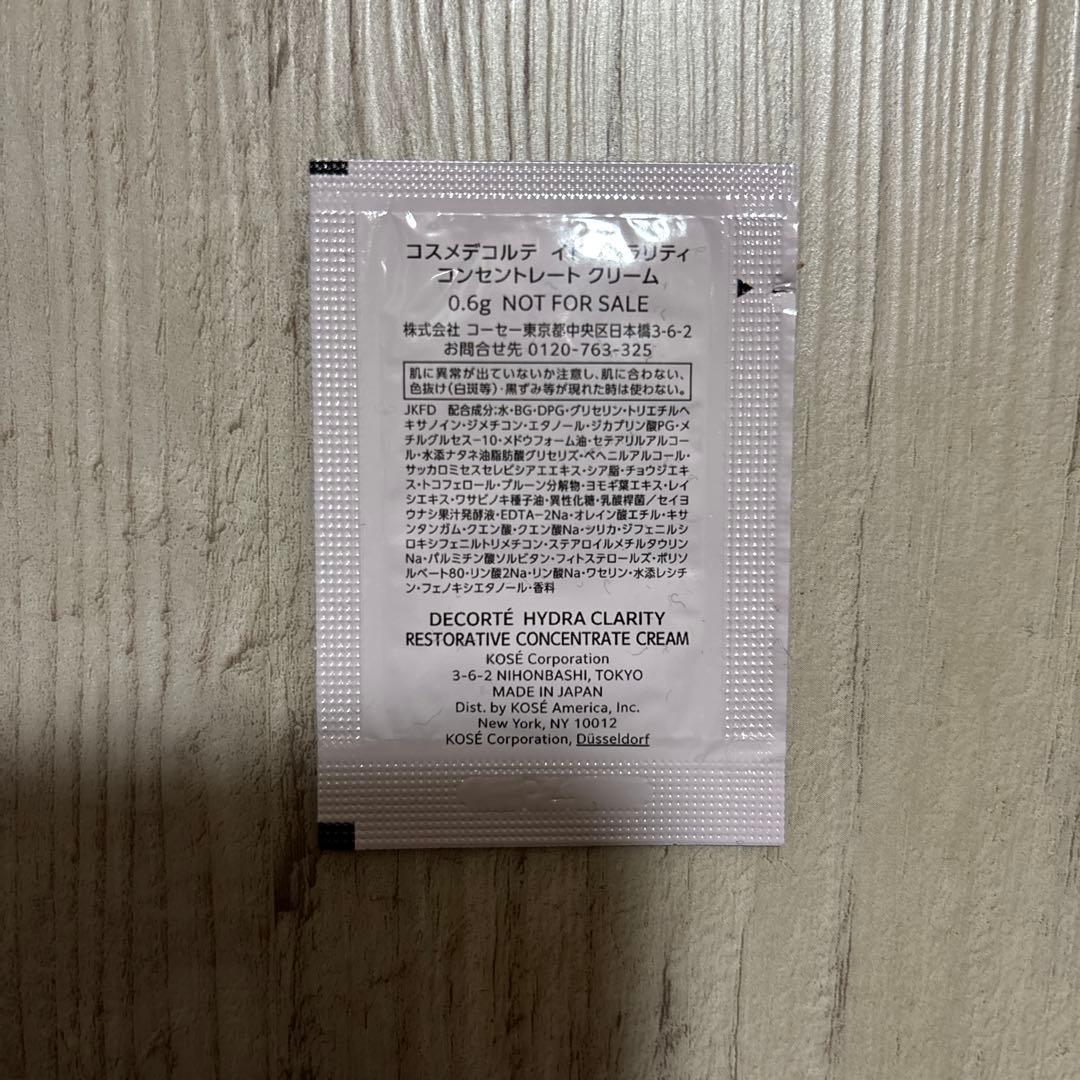 コスメデコルテ イ ラリティ
コンセントレート クリーム
0.6g NOT FOR SALE
株式会社 コーセー東京都中央区日本橋3-6-2
お問合せ先 0120-763-325
肌に異常が出ていないか注意し、肌に合わない、
色抜け(白斑等)・黒ずみ等が現れた時は使わない。
JKFD 配合成分:水・BG・DPG・グリセリン・トリエチルヘ
キサノイン・ジメチコン・エタノール・ジカプリン酸PG・メ
チルグルセス-10・メドウフォーム油・セテアリルアルコー
ル・水添ナタネ油脂肪酸グリセリズ・ベヘニルアルコール・
サッカロミセスセレビシアエエキス・シア脂・チョウジエキ
ス・トコフェロール・プルーン分解物・ヨモギ葉エキス・レイ
シエキス・ワサビノキ種子油・異性化糖・乳酸桿菌/セイヨ
ウナシ果汁発酵液・EDTA-2Na・オレイン酸エチル・キサ
ンタンガム・クエン酸・クエン酸Na・シリカ・ジフェニルシ
ロキシフェニルトリメチコン・ステアロイルメチルタウリン
Na・パルミチン酸ソルビタン・フィトステロールズ・ポリソ
ルベート80・リン酸2Na・リン酸Na・ワセリン・水添レシチ
ン・フェノキシエタノール・香料
DECORTÉ HYDRA CLARITY
RESTORATIVE CONCENTRATE CREAM
KOSÉ Corporation
3-6-2 NIHONBASHI, TOKYO
MADE IN JAPAN
Dist. by KOSÉ America, Inc.
New York, NY 10012
KOSÉ Corporation, Düsseldorf